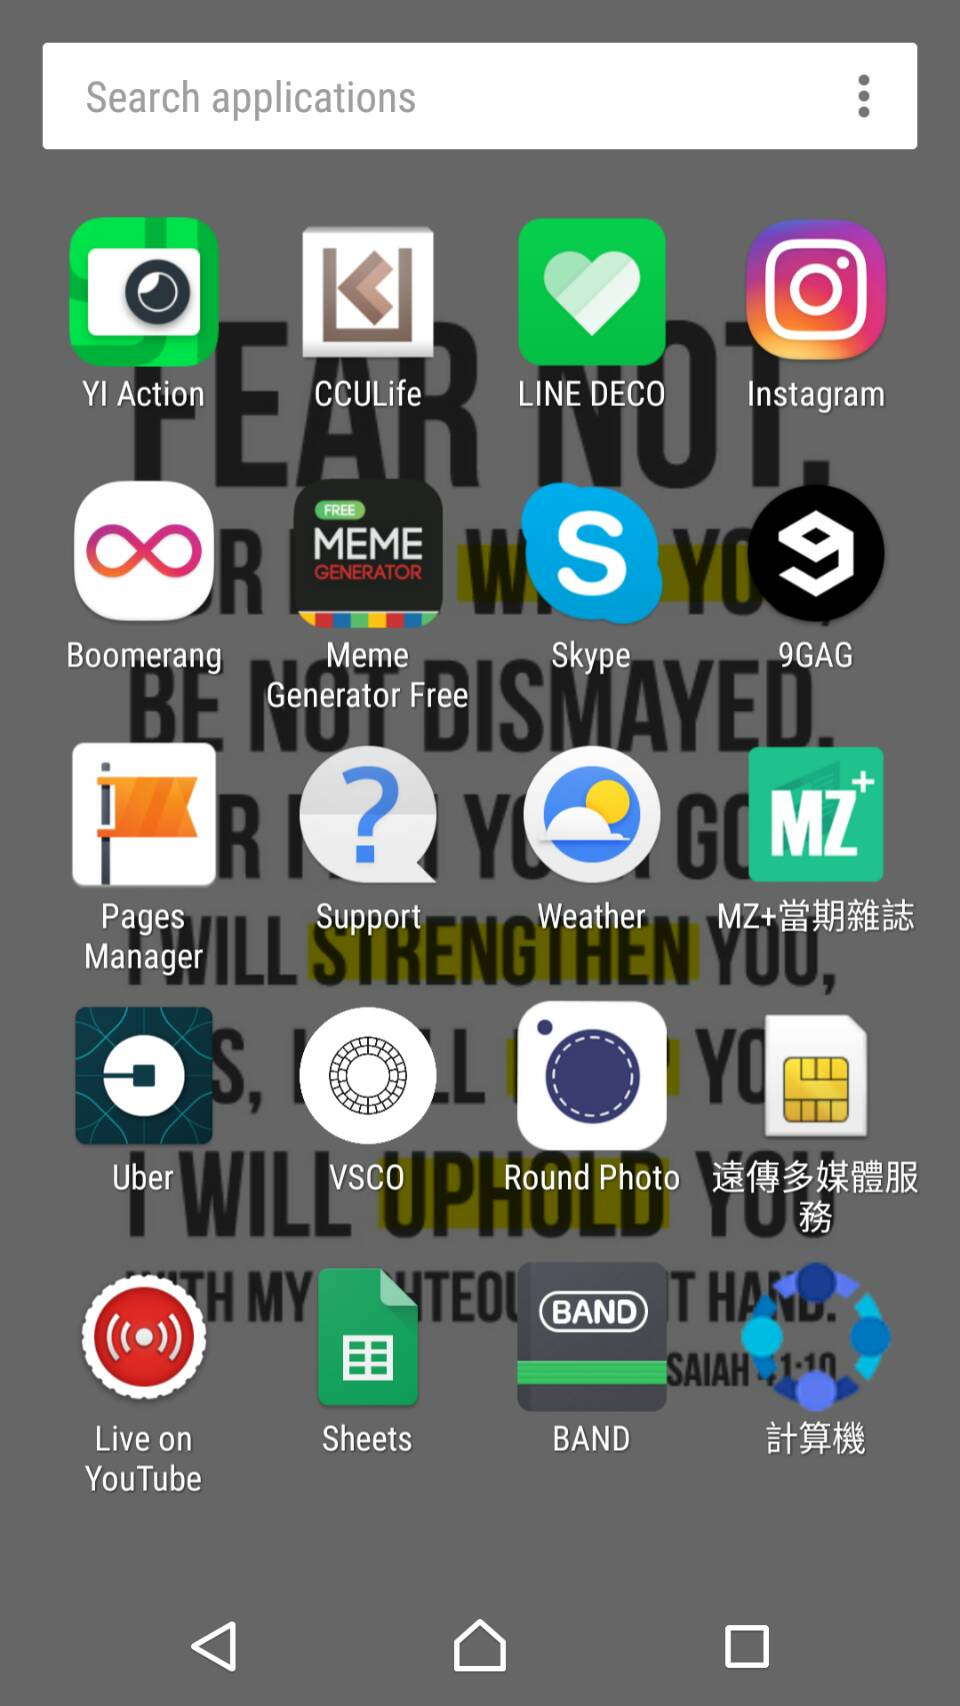 Search applications
YI Action
CCULife
LINE DECO
Instagram
FEAR NOT,
Boomerang
FREE
MEME
GENERATOR
Meme
Generator Free
S
Skype
9
9GAG
BE NOT DISMAYED,
Pages
Manager
?
Support
Weather
MZ+
MZ+當期雜誌
I WILL STRENGTHEN YOU,
Uber
VSCO
Round Photo
遠傳多媒體服
務
I WILL UPHOLD YOU
Live on
YouTube
Sheets
BAND
BAND
計算機